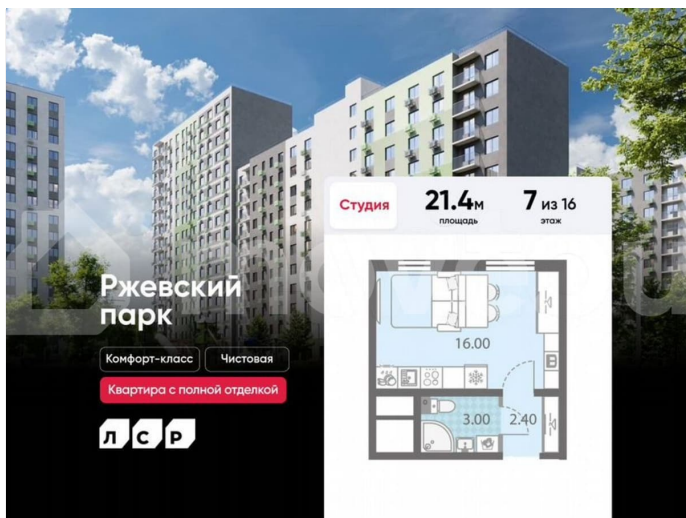 Студия
21.4м
площадь
7 из 16
этаж
Ржевский
парк
Комфорт-класс
Чистовая
Квартира с полной отделкой
ЛСР
16.00
3.00
2.40